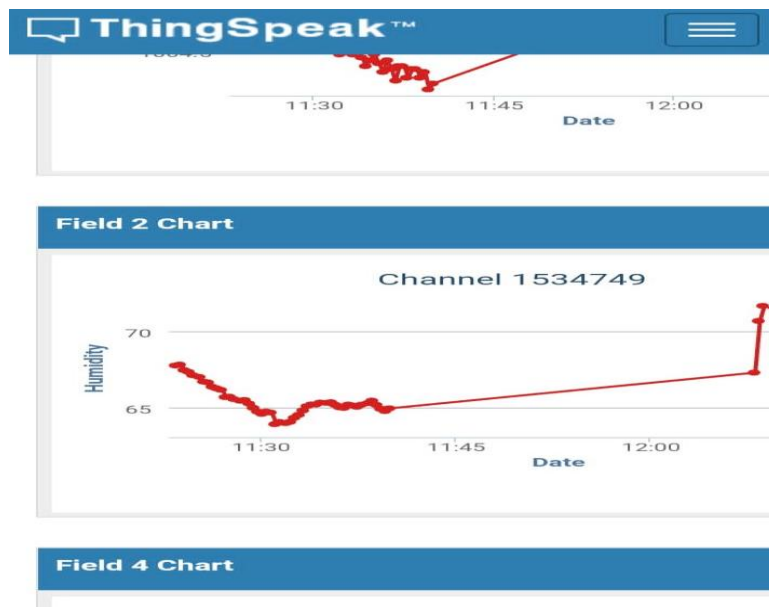 ThingSpeak™
11:30 11:45 12:00
Date
Field 2 Chart
Channel 1534749
Humidity
70
65
11:30 11:45 12:00
Date
Field 4 Chart